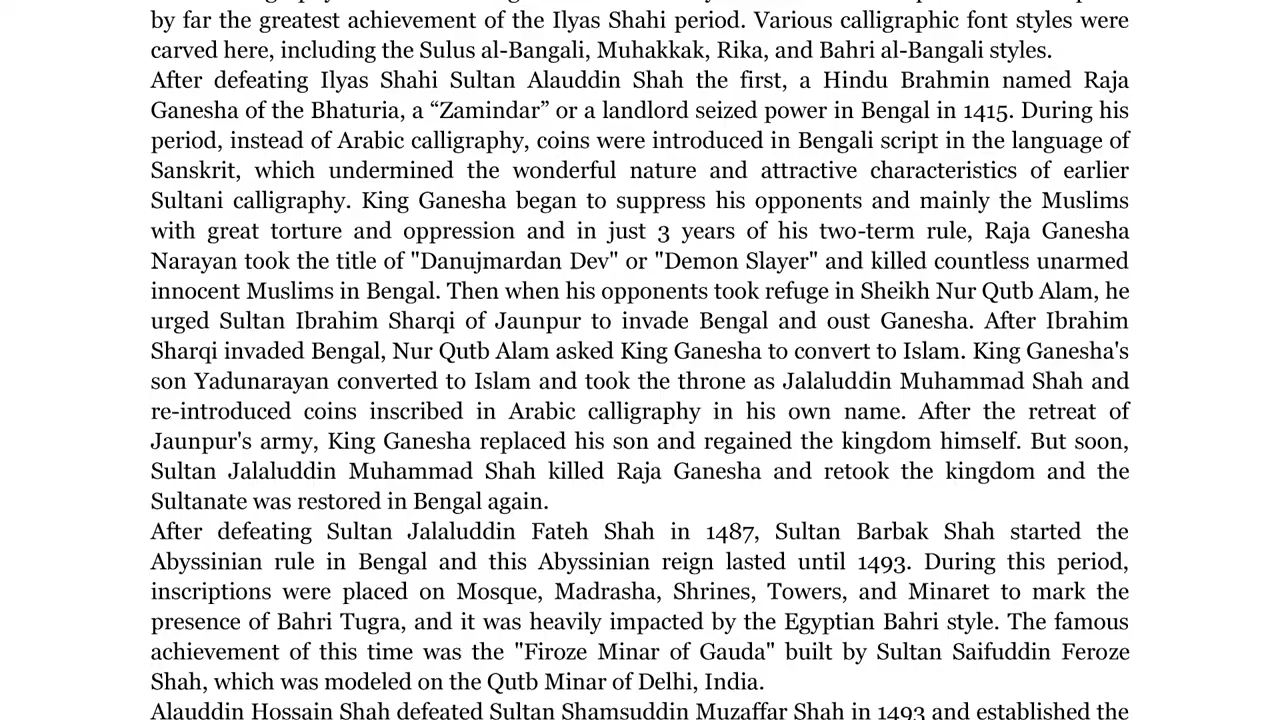 by far the greatest achievement of the Ilyas Shahi period. Various calligraphic font styles were
carved here, including the Sulus al-Bangali, Muhakkak, Rika, and Bahri al-Bangali styles.
After defeating Ilyas Shahi Sultan Alauddin Shah the first, a Hindu Brahmin named Raja
Ganesha of the Bhaturia, a “Zamindar” or a landlord seized power in Bengal in 1415. During his
period, instead of Arabic calligraphy, coins were introduced in Bengali script in the language of
Sanskrit, which undermined the wonderful nature and attractive characteristics of earlier
Sultani calligraphy. King Ganesha began to suppress his opponents and mainly the Muslims
with great torture and oppression and in just 3 years of his two-term rule, Raja Ganesha
Narayan took the title of "Danujmardan Dev" or "Demon Slayer" and killed countless unarmed
innocent Muslims in Bengal. Then when his opponents took refuge in Sheikh Nur Qutb Alam, he
urged Sultan Ibrahim Sharqi of Jaunpur to invade Bengal and oust Ganesha. After Ibrahim
Sharqi invaded Bengal, Nur Qutb Alam asked King Ganesha to convert to Islam. King Ganesha's
son Yadunarayan converted to Islam and took the throne as Jalaluddin Muhammad Shah and
re-introduced coins inscribed in Arabic calligraphy in his own name. After the retreat of
Jaunpur's army, King Ganesha replaced his son and regained the kingdom himself. But soon,
Sultan Jalaluddin Muhammad Shah killed Raja Ganesha and retook the kingdom and the
Sultanate was restored in Bengal again.
After defeating Sultan Jalaluddin Fateh Shah in 1487, Sultan Barbak Shah started the
Abyssinian rule in Bengal and this Abyssinian reign lasted until 1493. During this period,
inscriptions were placed on Mosque, Madrasha, Shrines, Towers, and Minaret to mark the
presence of Bahri Tugra, and it was heavily impacted by the Egyptian Bahri style. The famous
achievement of this time was the "Firoze Minar of Gauda" built by Sultan Saifuddin Feroze
Shah, which was modeled on the Qutb Minar of Delhi, India.
Alauddin Hossain Shah defeated Sultan Shamsuddin Muzaffar Shah in 1493 and established the